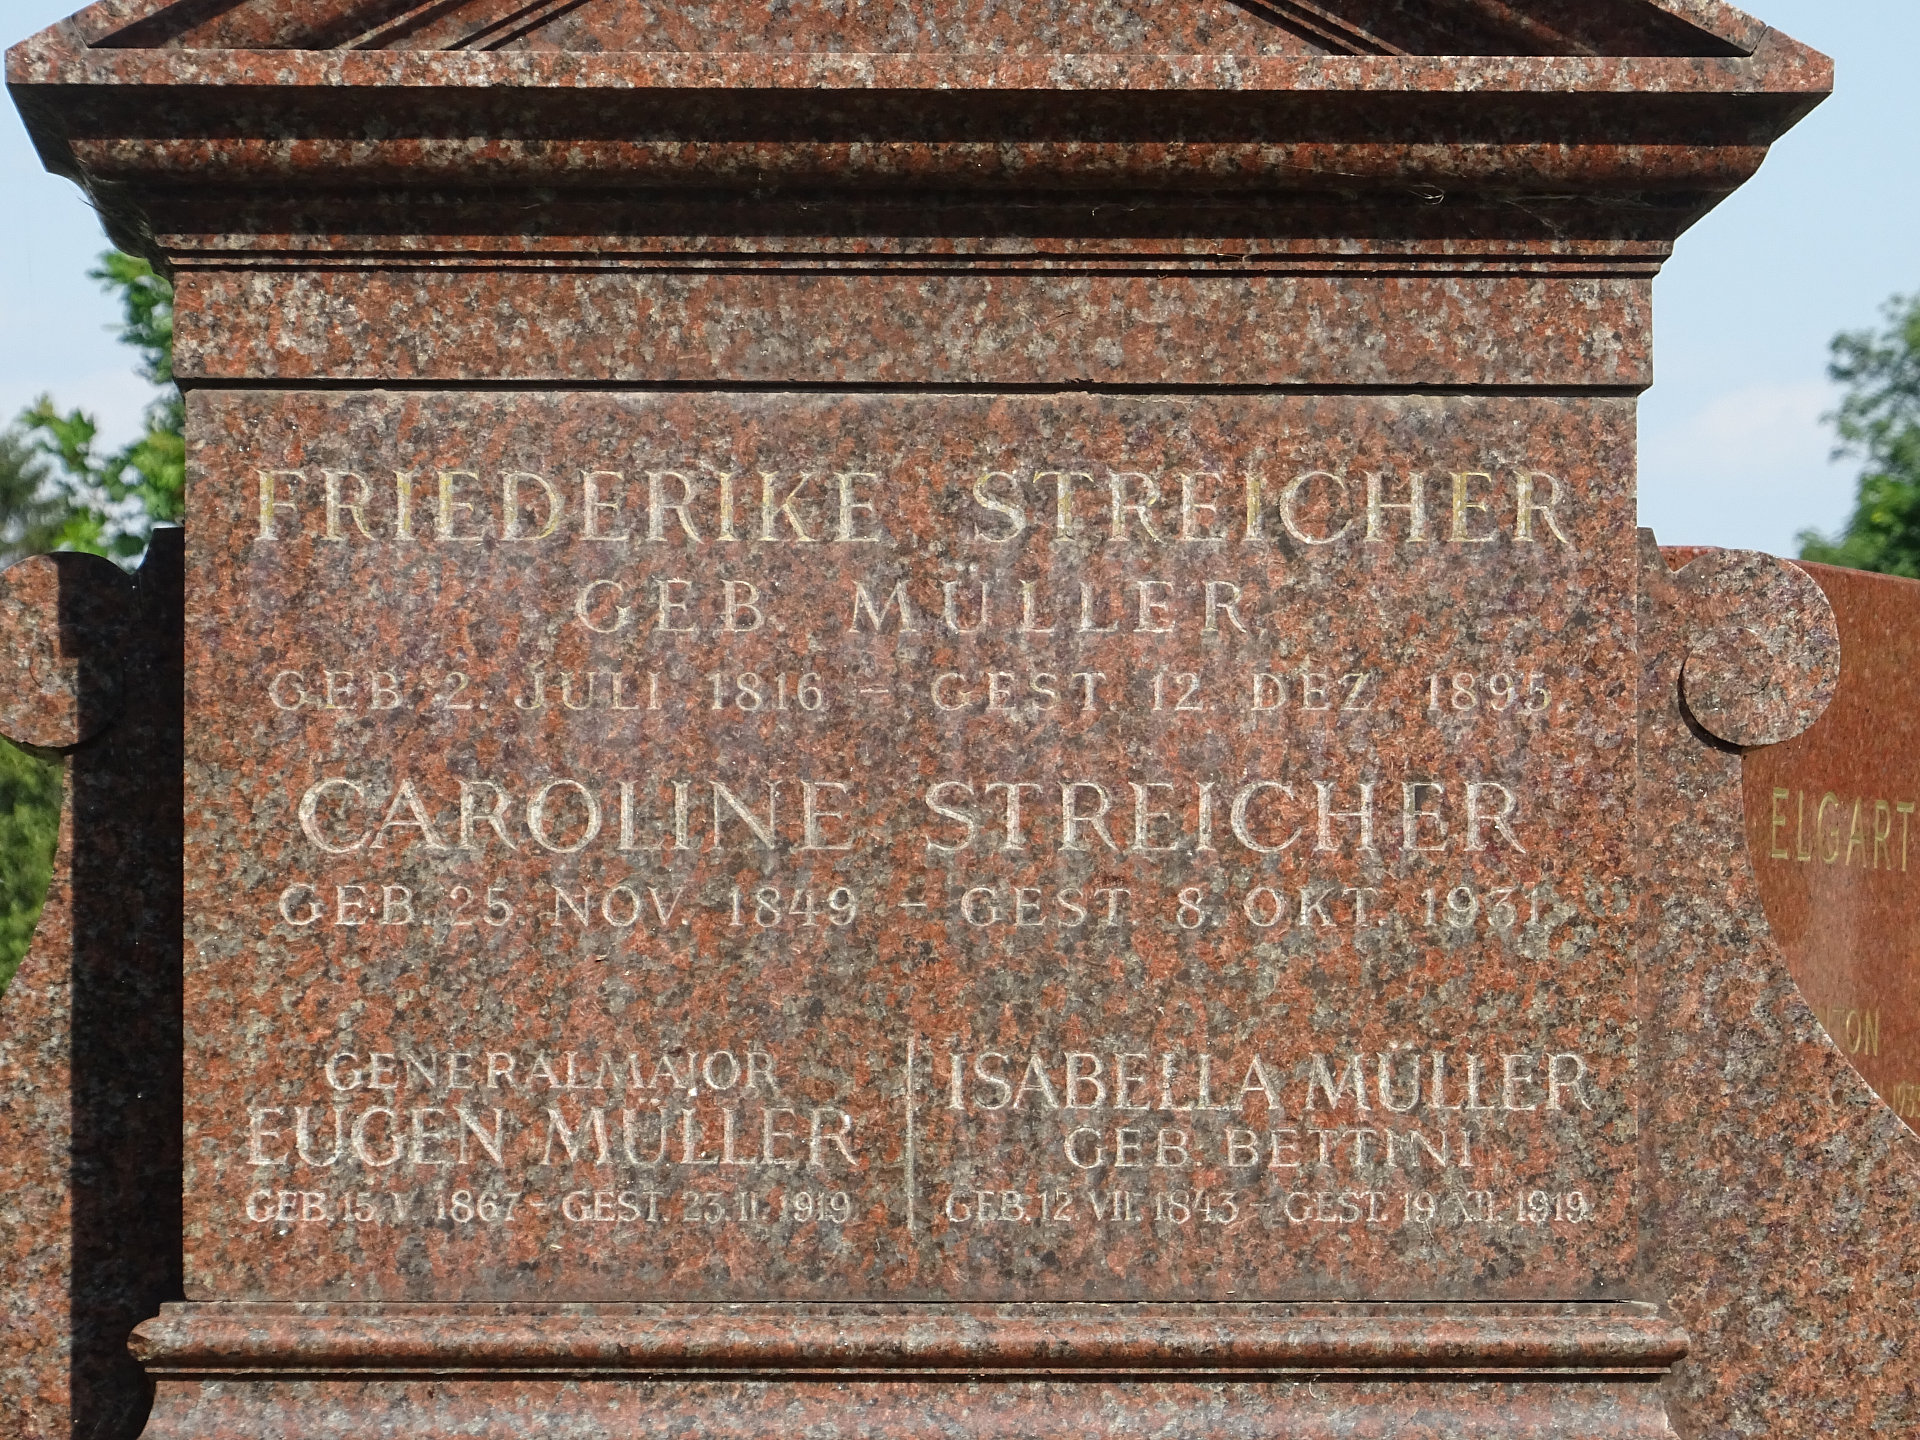 FRIEDERIKE STREICHER
GEB. MÜLLER
GEB. 2. JULI 1816 – GEST. 12. DEZ. 1895
CAROLINE STREICHER
GEB. 25. NOV. 1849 – GEST. 8. OKT. 1931
GENERALMAJOR
EUGEN MÜLLER
GEB. 15. V. 1867 – GEST. 23. II. 1919
ISABELLA MÜLLER
GEB. BETTINI
GEB. 12. VII. 1843 – GEST. 19. XII. 1919
ELGART